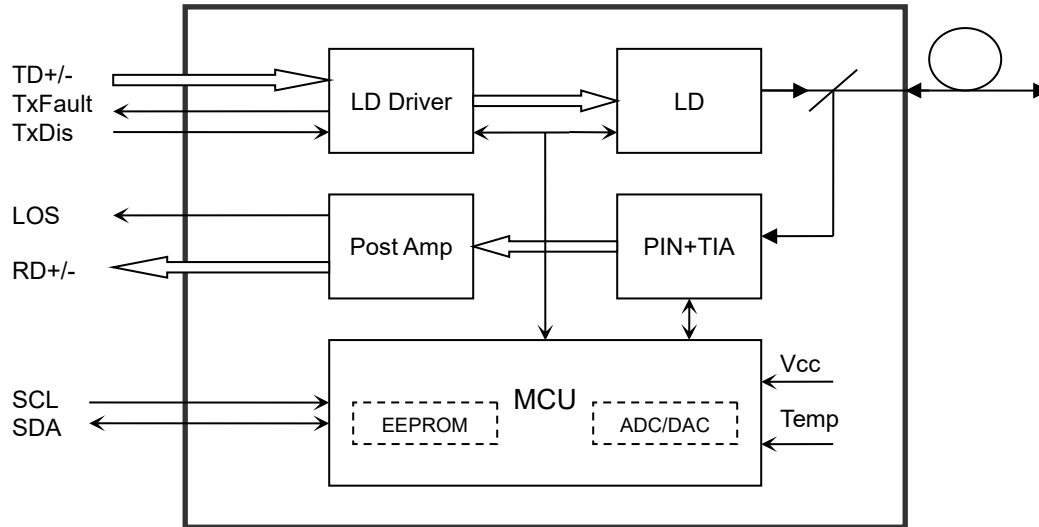 TD+/-
TxFault
TxDis
LD Driver
LD
LOS
RD+/-
Post Amp
PIN+TIA
SCL
SDA
MCU
EEPROM
ADC/DAC
Vcc
Temp